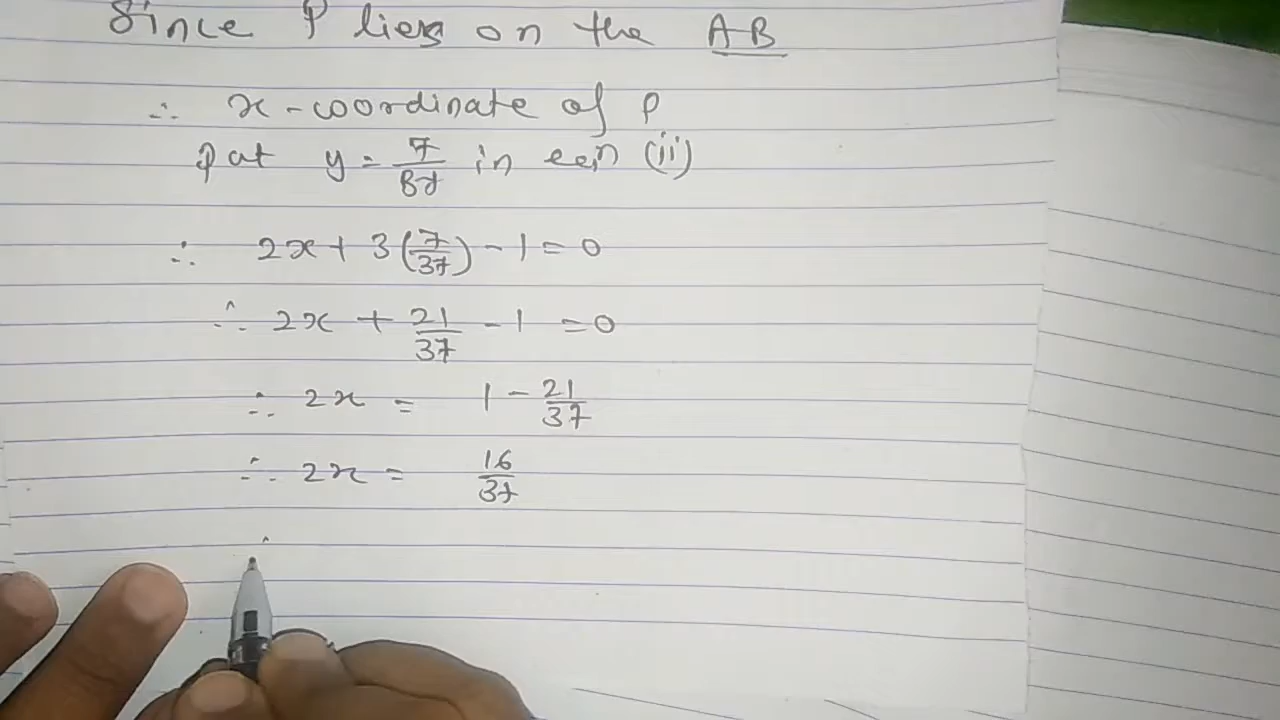 Since P lies on the AB
∴ x-coordinate of P
Put y = 7/37 in eqn (ii)
∴ 2x + 3(7/37) - 1 = 0
∴ 2x + 21/37 - 1 = 0
∴ 2x = 1 - 21/37
∴ 2x = 16/37